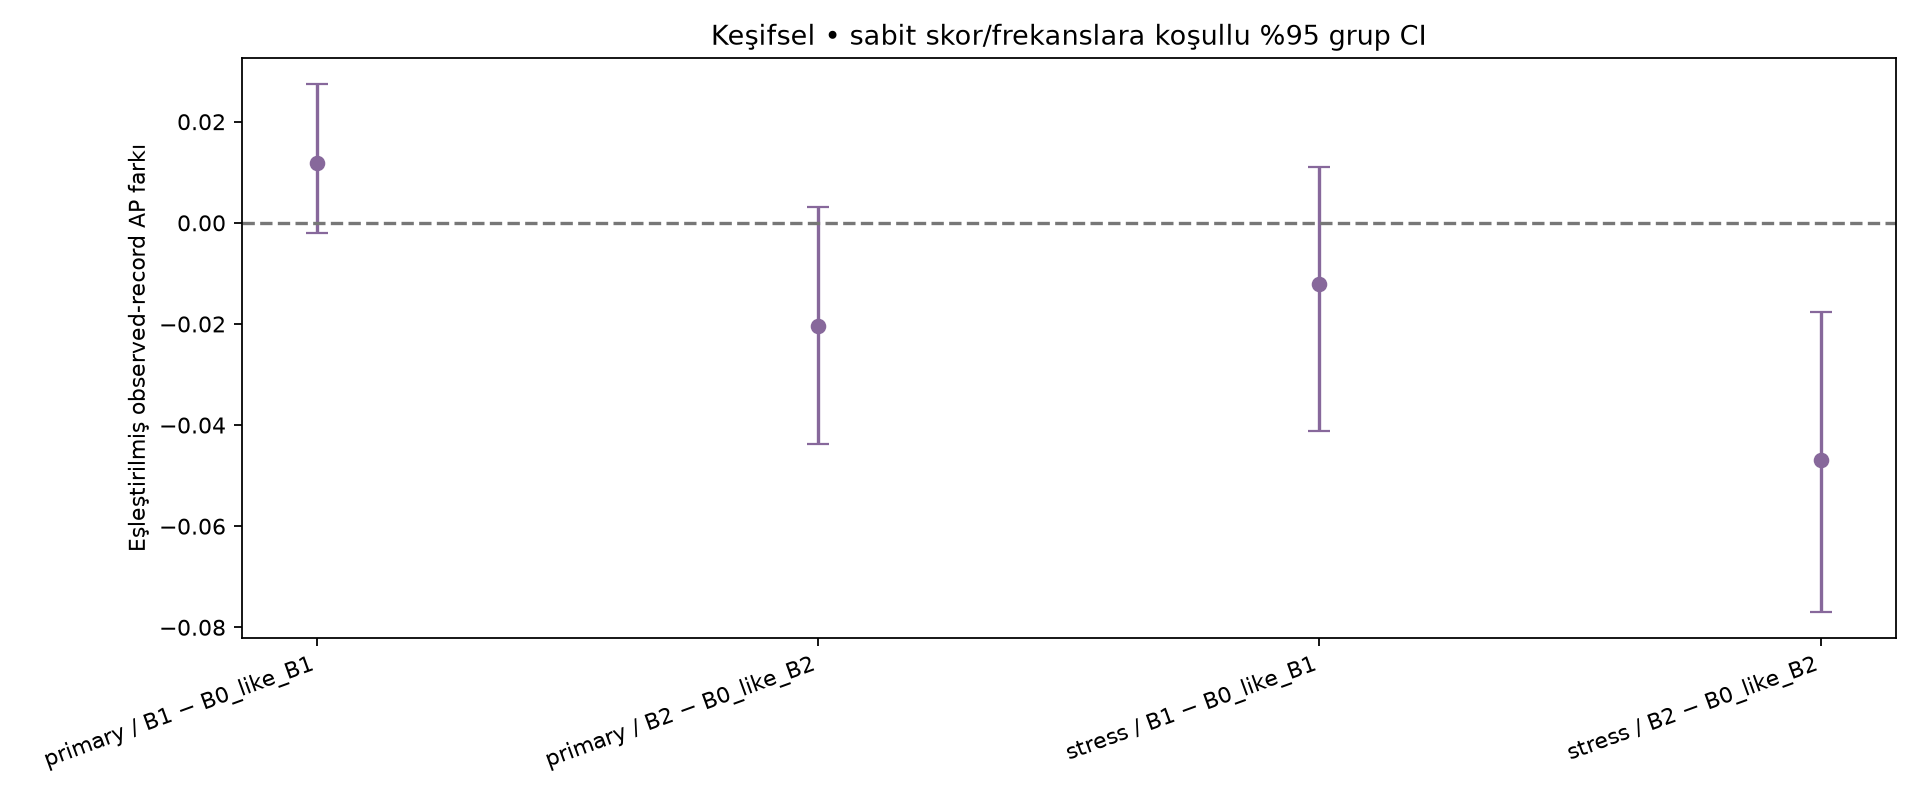 Keşifsel • sabit skor/frekanslara koşullu %95 grup CI
Eşleştirilmiş observed-record AP farkı
0.02
0.00
−0.02
−0.04
−0.06
−0.08
primary / B1 − B0_like_B1
primary / B2 − B0_like_B2
stress / B1 − B0_like_B1
stress / B2 − B0_like_B2